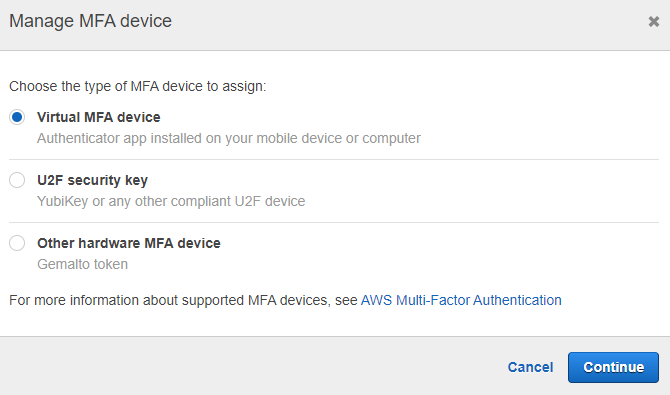 Manage MFA device
Choose the type of MFA device to assign:
Virtual MFA device
Authenticator app installed on your mobile device or computer
U2F security key
YubiKey or any other compliant U2F device
Other hardware MFA device
Gemalto token
For more information about supported MFA devices, see AWS Multi-Factor Authentication
Cancel Continue